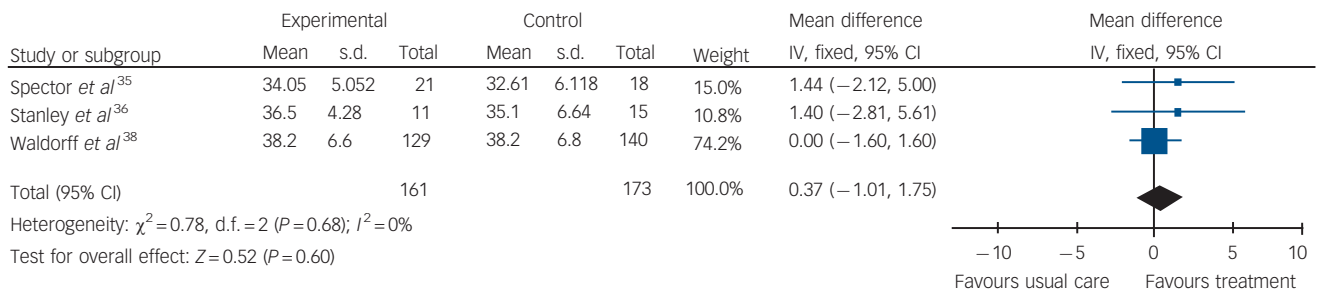 Experimental Control Mean difference Mean difference
Study or subgroup Mean s.d. Total Mean s.d. Total Weight IV, fixed, 95% CI IV, fixed, 95% CI
Spector et al35 34.05 5.052 21 32.61 6.118 18 15.0% 1.44 (−2.12, 5.00)
Stanley et al36 36.5 4.28 11 35.1 6.64 15 10.8% 1.40 (−2.81, 5.61)
Waldorff et al38 38.2 6.6 129 38.2 6.8 140 74.2% 0.00 (−1.60, 1.60)
Total (95% CI) 161 173 100.0% 0.37 (−1.01, 1.75)
Heterogeneity: χ2 = 0.78, d.f. = 2 (P = 0.68); I2 = 0%
Test for overall effect: Z = 0.52 (P = 0.60)
−10 −5 0 5 10
Favours usual care Favours treatment